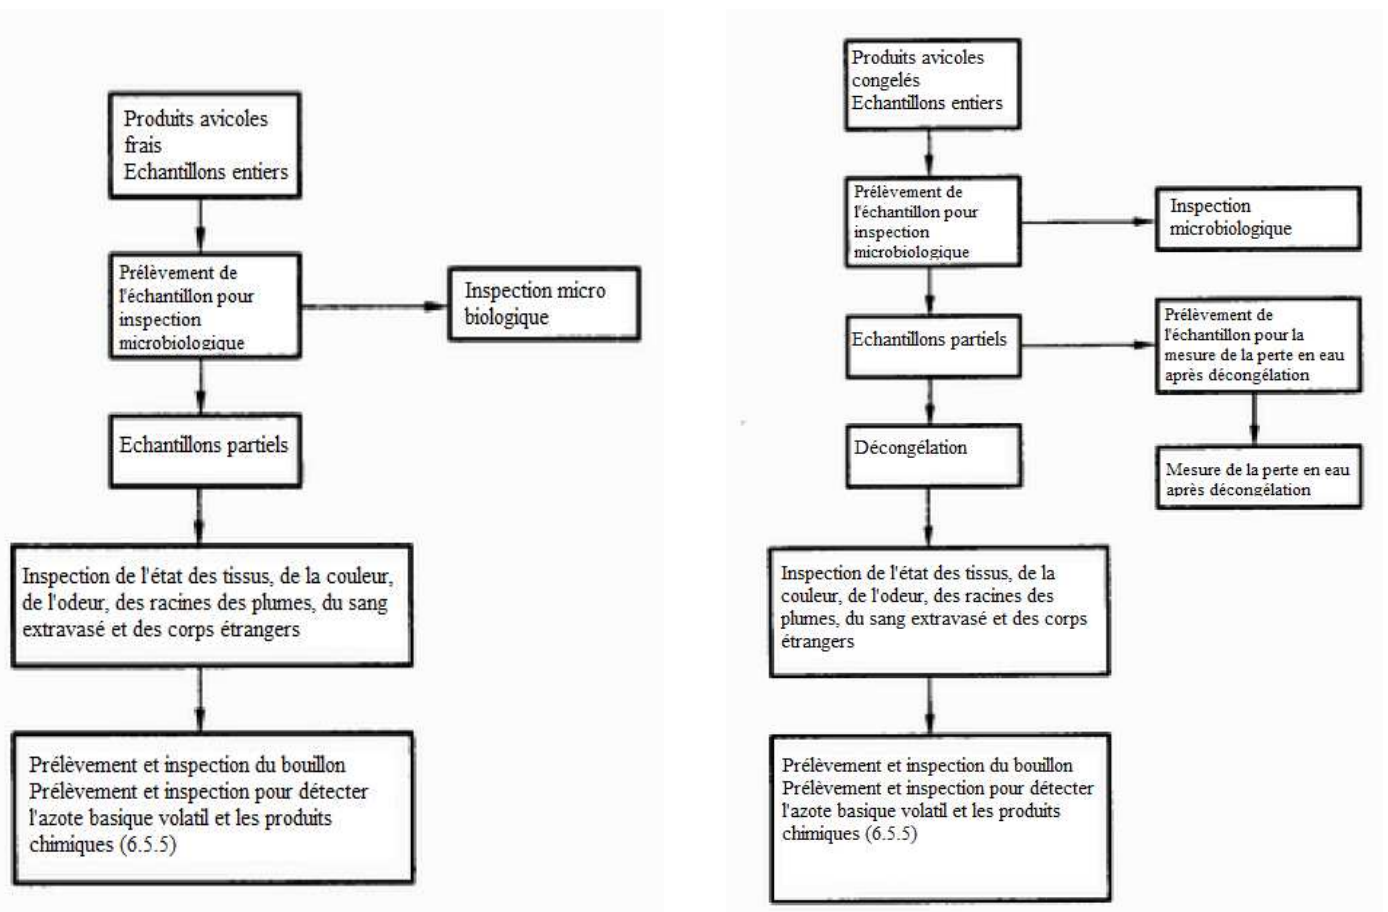 Produits avicoles
frais
Echantillons entiers
Prélèvement de
l'échantillon pour
inspection
microbiologique
Inspection micro
biologique
Echantillons partiels
Inspection de l'état des tissus, de la couleur,
de l'odeur, des racines des plumes, du sang
extravasé et des corps étrangers
Prélèvement et inspection du bouillon
Prélèvement et inspection pour détecter
l'azote basique volatil et les produits
chimiques (6.5.5)
Produits avicoles
congelés
Echantillons entiers
Prélèvement de
l'échantillon pour
inspection
microbiologique
Inspection
microbiologique
Echantillons partiels
Prélèvement de
l'échantillon pour la
mesure de la perte en eau
après décongélation
Décongélation
Mesure de la perte en eau
après décongélation
Inspection de l'état des tissus, de la
couleur, de l'odeur, des racines des
plumes, du sang extravasé et des corps
étrangers
Prélèvement et inspection du bouillon
Prélèvement et inspection pour détecter
l'azote basique volatil et les produits
chimiques (6.5.5)